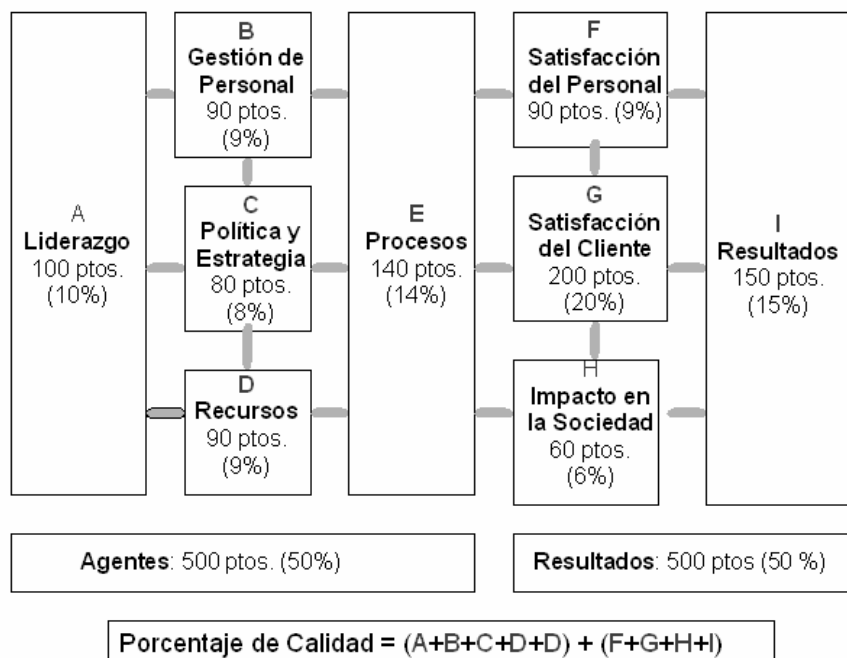 A
Liderazgo
100 ptos.
(10%)
B
Gestión de
Personal
90 ptos.
(9%)
C
Política y
Estrategia
80 ptos.
(8%)
D
Recursos
90 ptos.
(9%)
E
Procesos
140 ptos.
(14%)
F
Satisfacción
del Personal
90 ptos. (9%)
G
Satisfacción
del Cliente
200 ptos.
(20%)
H
Impacto en
la Sociedad
60 ptos.
(6%)
I
Resultados
150 ptos.
(15%)
Agentes: 500 ptos. (50%)
Resultados: 500 ptos (50 %)
Porcentaje de Calidad = (A+B+C+D+D) + (F+G+H+I)